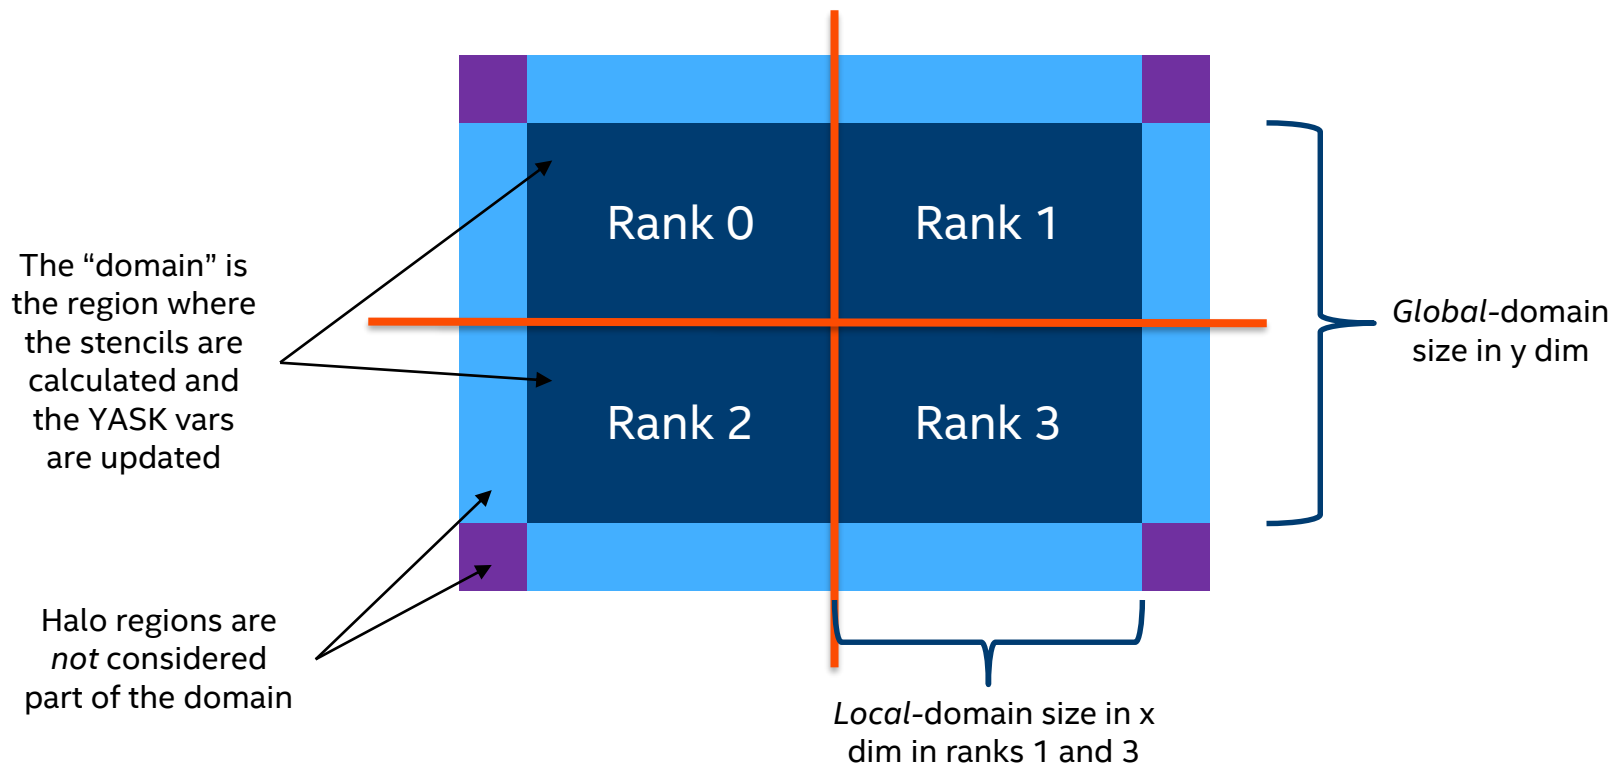 Rank 0
Rank 1
The “domain” is
the region where
the stencils are
calculated and
the YASK vars
are updated
Global-domain
size in y dim
Rank 2
Rank 3
Halo regions are
not considered
part of the domain
Local-domain size in x
dim in ranks 1 and 3